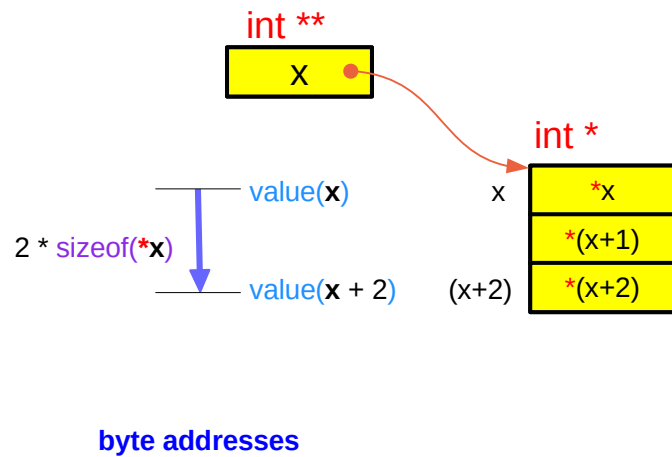 int **
x
int *
value(x)
x
*x
2 * sizeof(*x)
*(x+1)
value(x + 2)
(x+2)
*(x+2)
byte addresses